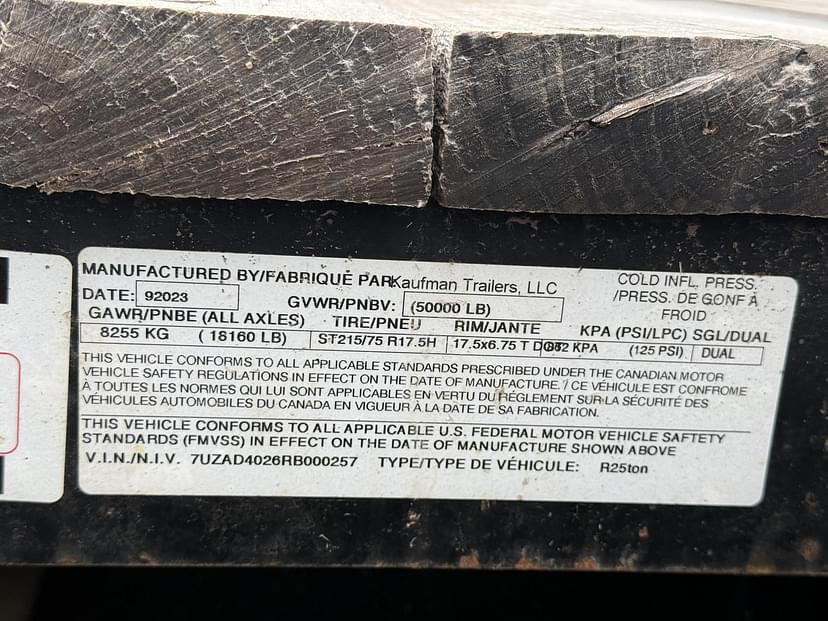 MANUFACTURED BY/FABRIQUÉ PAR Kaufman Trailers, LLC
COLD INFL. PRESS.
/PRESS. DE GONF À
FROID
DATE: 92023 GVWR/PNBV: (50000 LB)
GAWR/PNBE (ALL AXLES) TIRE/PNEU RIM/JANTE KPA (PSI/LPC) SGL/DUAL
8255 KG ( 18160 LB) ST215/75 R17.5H 17.5x6.75 T KPA (125 PSI) DUAL
THIS VEHICLE CONFORMS TO ALL APPLICABLE STANDARDS PRESCRIBED UNDER THE CANADIAN MOTOR
VEHICLE SAFETY REGULATIONS IN EFFECT ON THE DATE OF MANUFACTURE. / CE VÉHICULE EST CONFROME
À TOUTES LES NORMES QUI LUI SONT APPLICABLES EN VERTU DU RÉGLEMENT SUR LA SÉCURITÉ DES
VÉHICULES AUTOMOBILES DU CANADA EN VIGUEUR À LA DATE DE SA FABRICATION.
THIS VEHICLE CONFORMS TO ALL APPLICABLE U.S. FEDERAL MOTOR VEHICLE SAFTETY
STANDARDS (FMVSS) IN EFFECT ON THE DATE OF MANUFACTURE SHOWN ABOVE
V.I.N./N.I.V. 7UZAD4026RB000257 TYPE/TYPE DE VÉHICULE: R25ton